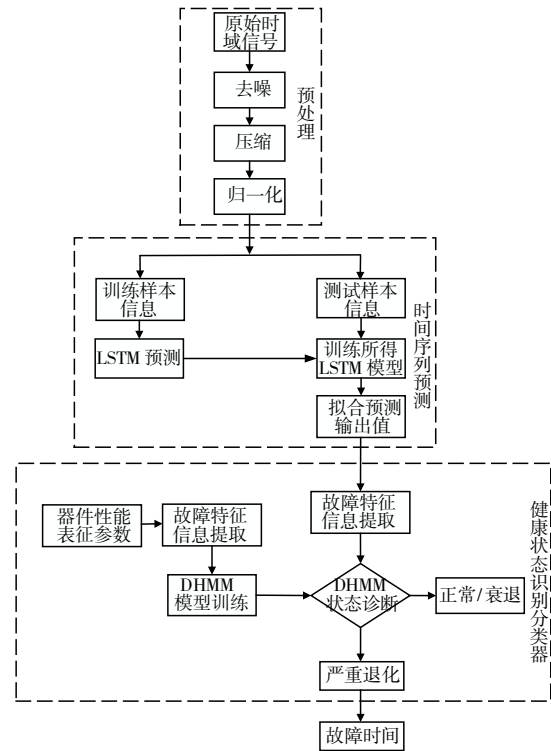 原始时
域信号
去噪
压缩
归一化
预处理
训练样本
信息
测试样本
信息
LSTM 预测
训练所得
LSTM 模型
拟合预测
输出值
时间序列预测
器件性能
表征参数
故障特征
信息提取
故障特征
信息提取
DHMM
模型训练
DHMM
状态诊断
正常/衰退
严重退化
健康状态识别分类器
故障时间